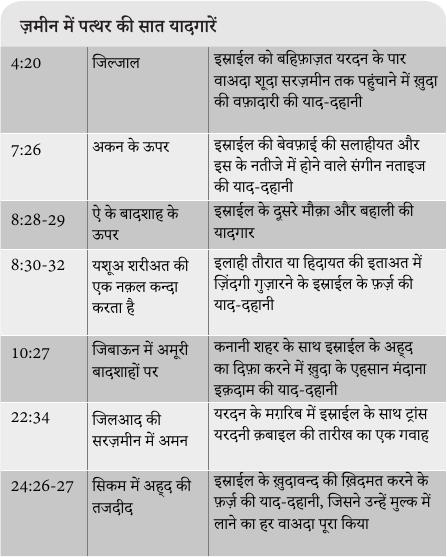 ज़मीन में पत्थर की सात यादगारें
4:20 जिल्जाल इस्राईल को बहिफ़ाज़त यरदन के पार
वाअदा शूदा सरज़मीन तक पहुंचाने में ख़ुदा
की वफ़ादारी की याद-दहानी
7:26 अकन के ऊपर इस्राईल की बेवफ़ाई की सलाहीयत और
इस के नतीजे में होने वाले संगीन नताइज
की याद-दहानी
8:28-29 ऐ के बादशाह के इस्राईल के दूसरे मौक़ा और बहाली की
ऊपर यादगार
8:30-32 यशूअ शरीअत की इलाही तौरात या हिदायत की इताअत में
एक नक़ल कन्दा ज़िंदगी गुज़ारने के इस्राईल के फ़र्ज़ की
करता है याद-दहानी
10:27 जिबाऊन में अमूरी कनानी शहर के साथ इस्राईल के अह्द
बादशाहों पर का दिफ़ा करने में ख़ुदा के एहसान मंदाना
इक़दाम की याद-दहानी
22:34 जिलआद की यरदन के मग़रिब में इस्राईल के साथ ट्रांस
सरज़मीन में अमन यरदनी क़बाइल की तारीख का एक गवाह
24:26-27 सिकम में अह्द की इस्राईल के ख़ुदावन्द की ख़िदमत करने के
तजदीद फ़र्ज़ की याद-दहानी, जिसने उन्हें मुल्क में
लाने का हर वाअदा पूरा किया